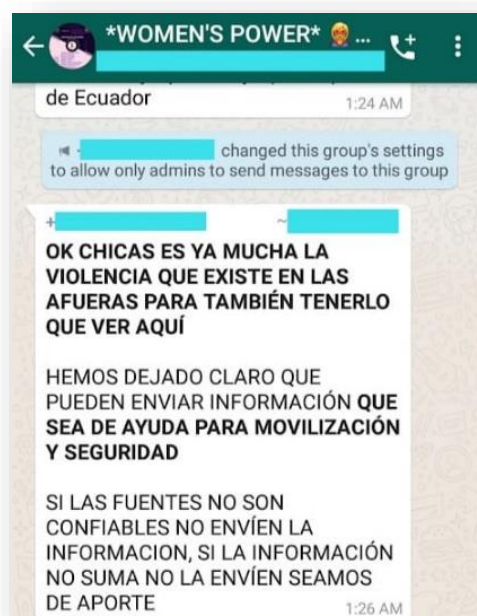 *WOMEN'S POWER* ...
de Ecuador
1:24 AM
changed this group's settings
to allow only admins to send messages to this group
+
~
OK CHICAS ES YA MUCHA LA
VIOLENCIA QUE EXISTE EN LAS
AFUERAS PARA TAMBIÉN TENERLO
QUE VER AQUÍ
HEMOS DEJADO CLARO QUE
PUEDEN ENVIAR INFORMACIÓN QUE
SEA DE AYUDA PARA MOVILIZACIÓN
Y SEGURIDAD
SI LAS FUENTES NO SON
CONFIABLES NO ENVÍEN LA
INFORMACION, SI LA INFORMACIÓN
NO SUMA NO LA ENVÍEN SEAMOS
DE APORTE
1:26 AM